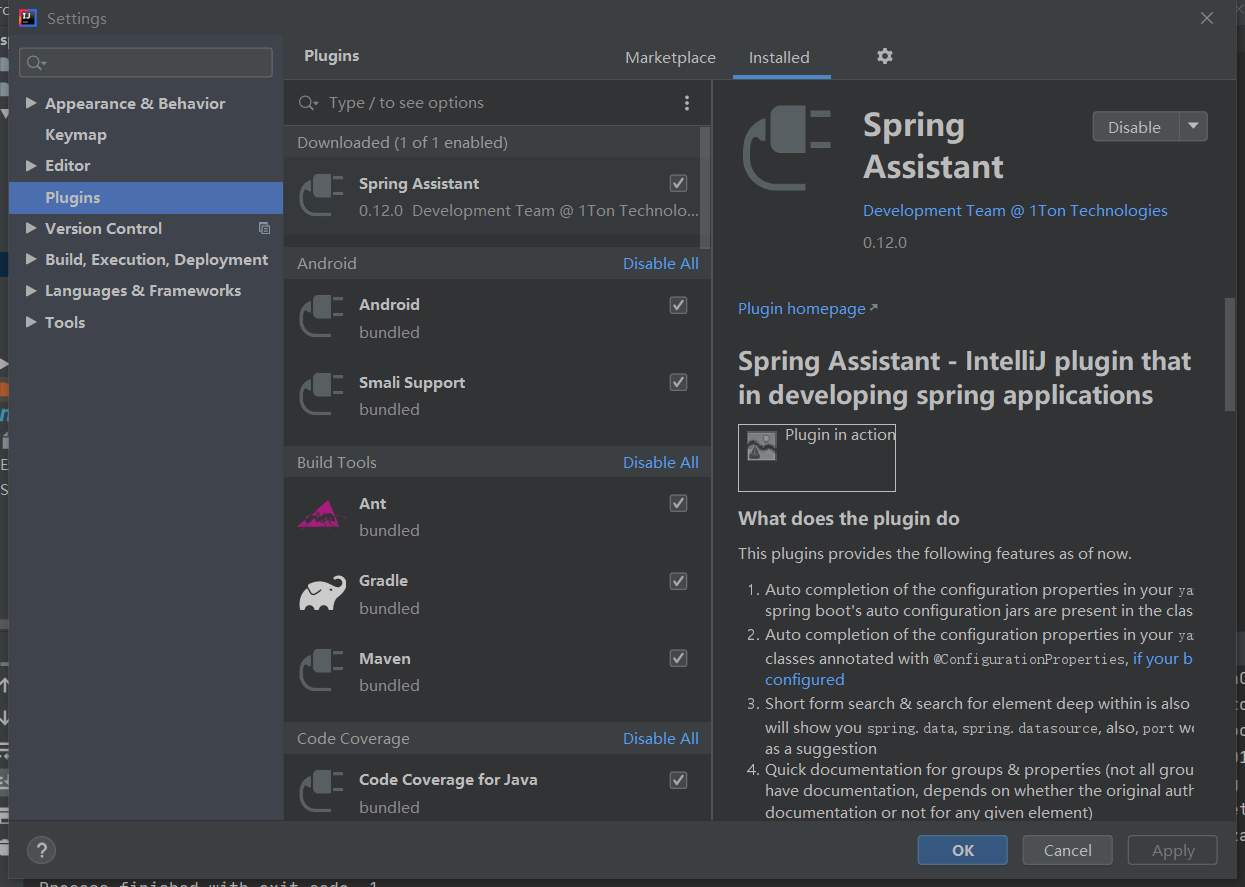 Settings
Plugins
Marketplace
Installed
Appearance & Behavior
Keymap
Editor
Plugins
Version Control
Build, Execution, Deployment
Languages & Frameworks
Tools
Type / to see options
Downloaded (1 of 1 enabled)
Spring Assistant
0.12.0 Development Team @ 1Ton Technolo...
Android
Disable All
Android
bundled
Smali Support
bundled
Build Tools
Disable All
Ant
bundled
Gradle
bundled
Maven
bundled
Code Coverage
Disable All
Code Coverage for Java
bundled
Spring
Assistant
Disable
Development Team @ 1Ton Technologies
0.12.0
Plugin homepage
Spring Assistant - IntelliJ plugin that
in developing spring applications
Plugin in action
What does the plugin do
This plugins provides the following features as of now.
1. Auto completion of the configuration properties in your ya
spring boot's auto configuration jars are present in the clas
2. Auto completion of the configuration properties in your ya
classes annotated with @ConfigurationProperties, if your b
configured
3. Short form search & search for element deep within is also
will show you spring.data, spring.datasource, also, port wo
as a suggestion
4. Quick documentation for groups & properties (not all grou
have documentation, depends on whether the original auth
documentation or not for any given element)
?
OK
Cancel
Apply
Process finished with exit code -1